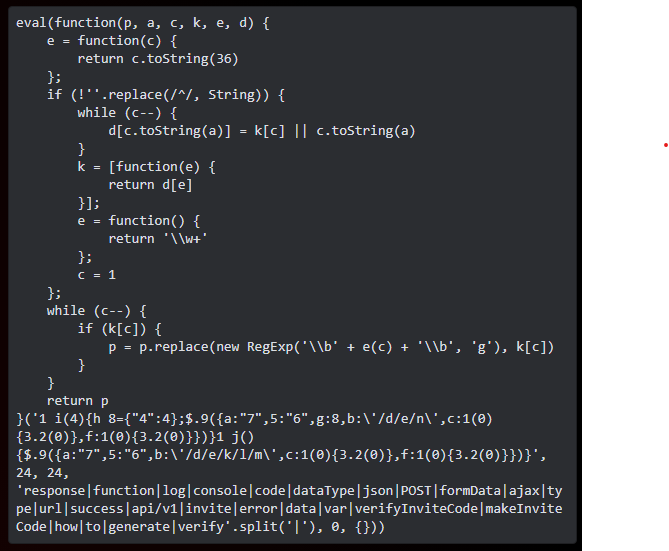 eval(function(p, a, c, k, e, d) {
    e = function(c) {
        return c.toString(36)
    };
    if (!''.replace(/^/, String)) {
        while (c--) {
            d[c.toString(a)] = k[c] || c.toString(a)
        }
        k = [function(e) {
            return d[e]
        }];
        e = function() {
            return '\\w+'
        };
        c = 1
    };
    while (c--) {
        if (k[c]) {
            p = p.replace(new RegExp('\\b' + e(c) + '\\b', 'g'), k[c])
        }
    }
    return p
}('1 i(4){h 8={"4":4};$.9({a:"7",5:"6",g:8,b:\'/d/e/n\',c:1(0)
{3.2(0)},f:1(0){3.2(0)}})}1 j()
{$.9({a:"7",5:"6",b:\'/d/e/k/l/m\',c:1(0){3.2(0)},f:1(0){3.2(0)}})}',
24, 24,
'response|function|log|console|code|dataType|json|POST|formData|ajax|ty
pe|url|success|api/v1|invite|error|data|var|verifyInviteCode|makeInvite
Code|how|to|generate|verify'.split('|'), 0, {}))